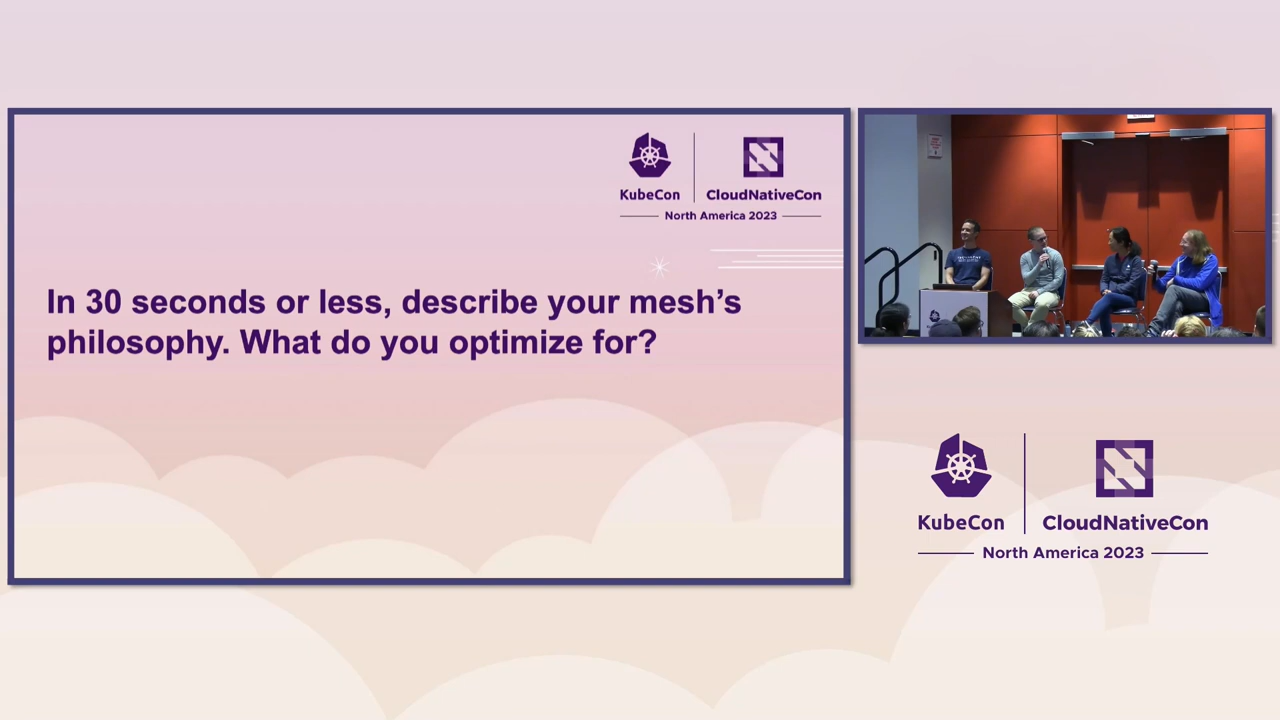 KubeCon
CloudNativeCon
North America 2023
In 30 seconds or less, describe your mesh’s
philosophy. What do you optimize for?
KubeCon
CloudNativeCon
North America 2023